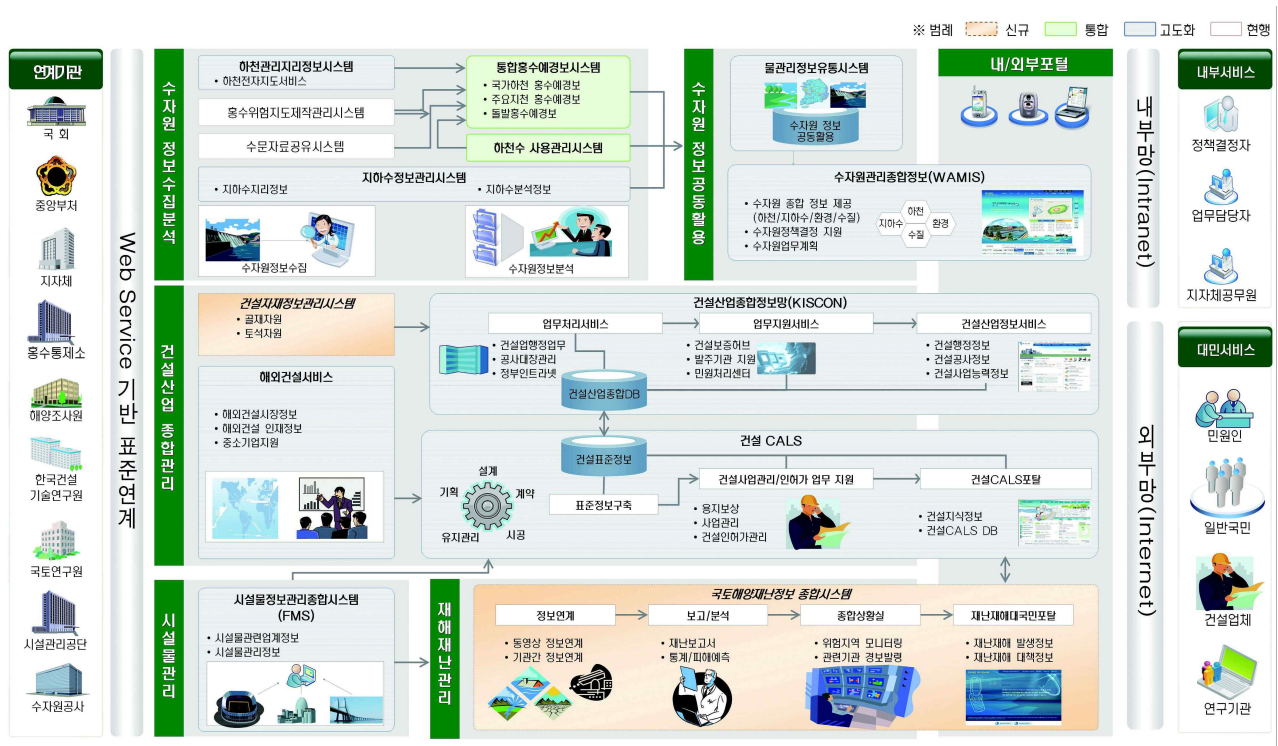 ※ 범례 신규 통합 고도화 현행
연계기관
국 회
중앙부처
지자체
홍수통제소
해양조사원
한국건설
기술연구원
국토연구원
시설관리공단
수자원공사
Web Service 기반 표준연계
수자원 정보수집분석
하천관리지리정보시스템
• 하천전자지도서비스
홍수위험지도제작관리시스템
수문자료공유시스템
통합홍수예경보시스템
• 국가하천 홍수예경보
• 주요지천 홍수예경보
• 돌발홍수예경보
하천수 사용관리시스템
지하수정보관리시스템
• 지하수지리정보
• 지하수분석정보
수자원정보수집
수자원정보분석
수자원 정보공동활용
물관리정보유통시스템
수자원 정보
공동활용
수자원관리종합정보(WAMIS)
• 수자원 종합 정보 제공
(하천/지하수/환경/수질)
• 수자원정책결정 지원
• 수자원업무계획
하천
지하수
환경
수질
내/외부포털
건설산업 종합관리
건설자재정보관리시스템
• 골재자원
• 토석자원
해외건설서비스
• 해외건설시장정보
• 해외건설 인재정보
• 중소기업지원
건설산업종합정보망(KISCON)
업무처리서비스
• 건설업행정업무
• 공사대장관리
• 정부인트라넷
업무지원서비스
• 건설보증허브
• 발주기관 지원
• 민원처리센터
건설산업정보서비스
• 건설행정정보
• 건설공사정보
• 건설사업능력정보
건설산업종합DB
건설 CALS
건설표준정보
설계
기획
계약
유지관리
시공
표준정보구축
건설사업관리/인허가 업무 지원
• 용지보상
• 사업관리
• 건설인허가관리
건설CALS포탈
• 건설지식정보
• 건설CALS DB
시설물관리
시설물정보관리종합시스템
(FMS)
• 시설물관련업계정보
• 시설물관리정보
재해재난관리
국토해양재난정보 종합시스템
정보연계
• 동영상 정보연계
• 기관간 정보연계
보고/분석
• 재난보고서
• 통계/피해예측
종합상황실
• 위험지역 모니터링
• 관련기관 경보발령
재난재해대국민포탈
• 재난재해 발생정보
• 재난재해 대책정보
내부망(Intranet)
외부망(Internet)
내부서비스
정책결정자
업무담당자
지자체공무원
대민서비스
민원인
일반국민
건설업체
연구기관